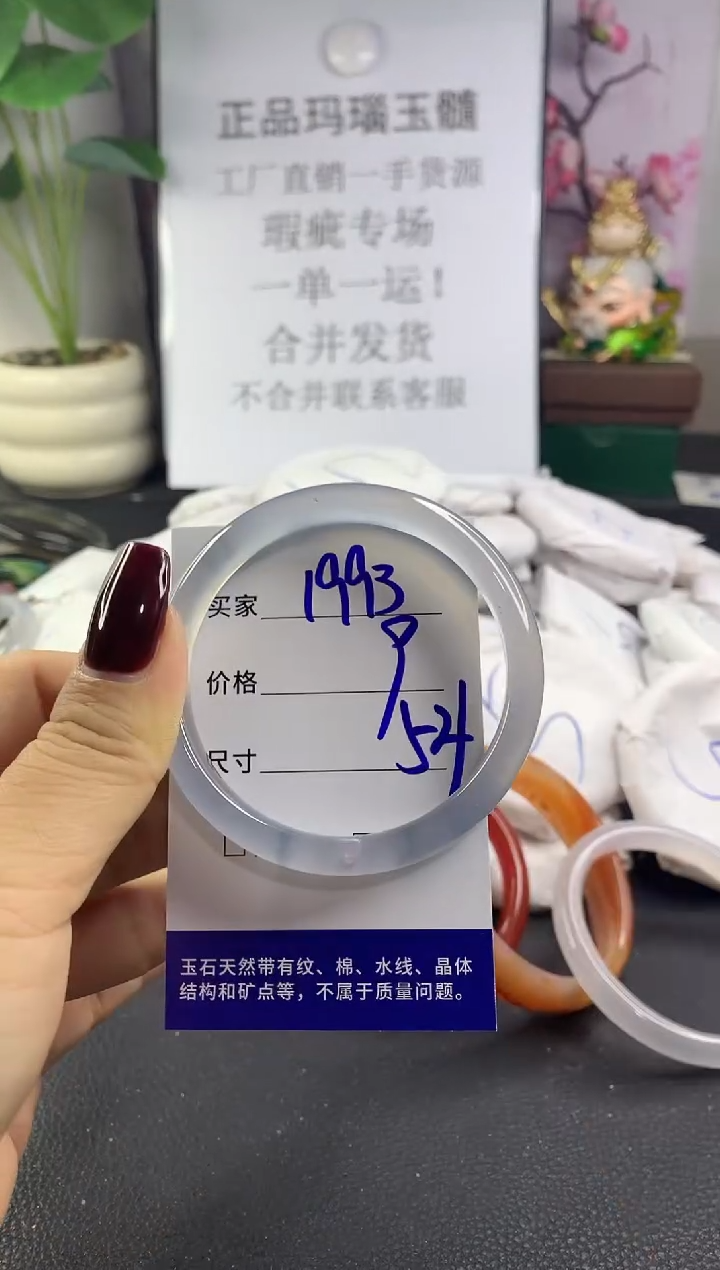 正品玛瑙玉髓
工厂直销一手货源
瑕疵专场
一单一运！
合并发货
不合并联系客服
买家 1993
价格 9
尺寸 54
玉石天然带有纹、棉、水线、晶体
结构和矿点等，不属于质量问题。